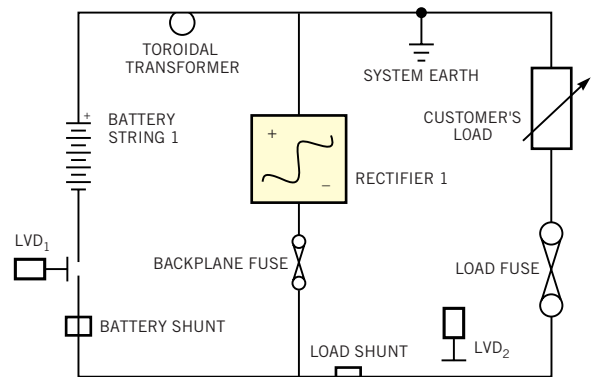 TOROIDAL
TRANSFORMER
SYSTEM EARTH
+
BATTERY
STRING 1
CUSTOMER'S
LOAD
+
−
RECTIFIER 1
LVD₁
BACKPLANE FUSE
LOAD FUSE
BATTERY SHUNT
LOAD SHUNT
LVD₂